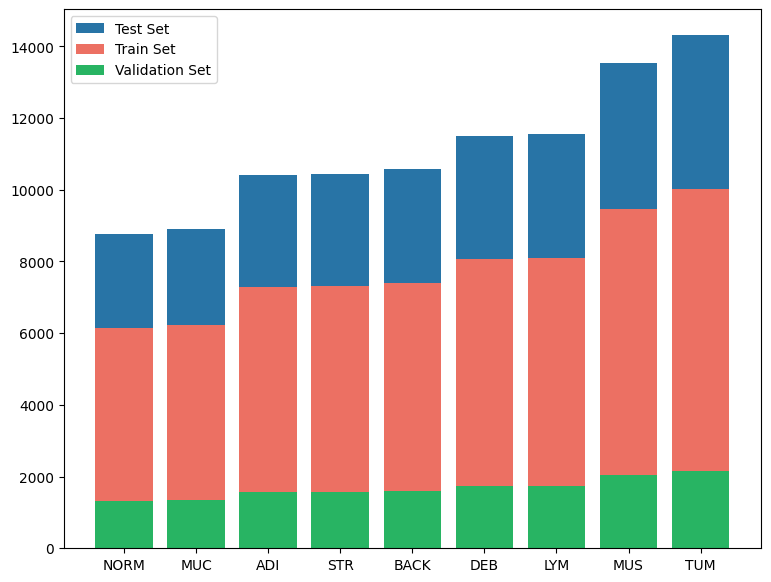 Test Set
Train Set
Validation Set
14000
12000
10000
8000
6000
4000
2000
0
NORM MUC ADI STR BACK DEB LYM MUS TUM